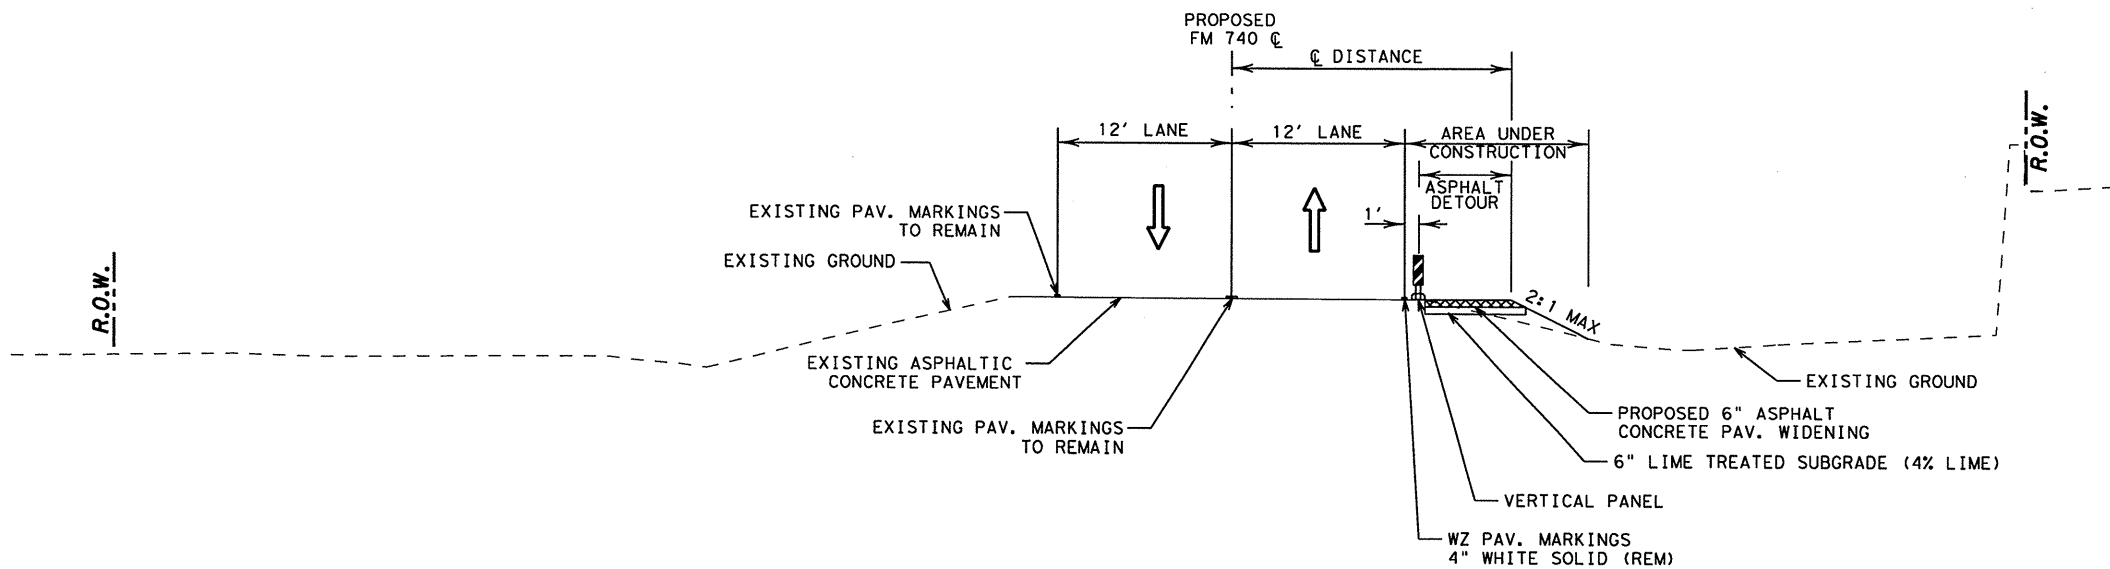 PROPOSED
FM 740 ℄
℄ DISTANCE
12' LANE
12' LANE
AREA UNDER
CONSTRUCTION
ASPHALT
DETOUR
1'
R.O.W.
R.O.W.
EXISTING PAV. MARKINGS
TO REMAIN
EXISTING GROUND
2:1 MAX
EXISTING ASPHALTIC
CONCRETE PAVEMENT
EXISTING GROUND
EXISTING PAV. MARKINGS
TO REMAIN
PROPOSED 6" ASPHALT
CONCRETE PAV. WIDENING
6" LIME TREATED SUBGRADE (4% LIME)
VERTICAL PANEL
WZ PAV. MARKINGS
4" WHITE SOLID (REM)